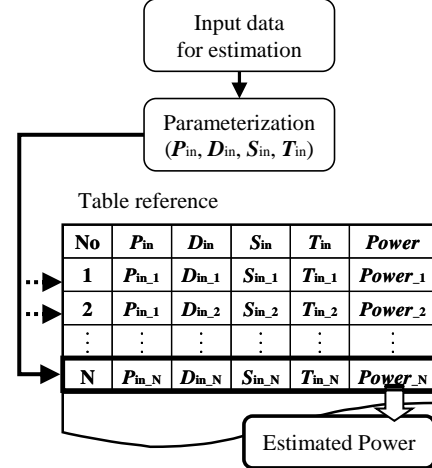 Input data
for estimation
Parameterization
(Pin, Din, Sin, Tin)
Table reference
No Pin Din Sin Tin Power
1 Pin_1 Din_1 Sin_1 Tin_1 Power_1
2 Pin_1 Din_2 Sin_2 Tin_2 Power_2
⋮ ⋮ ⋮ ⋮ ⋮ ⋮
N Pin_N Din_N Sin_N Tin_N Power_N
Estimated Power